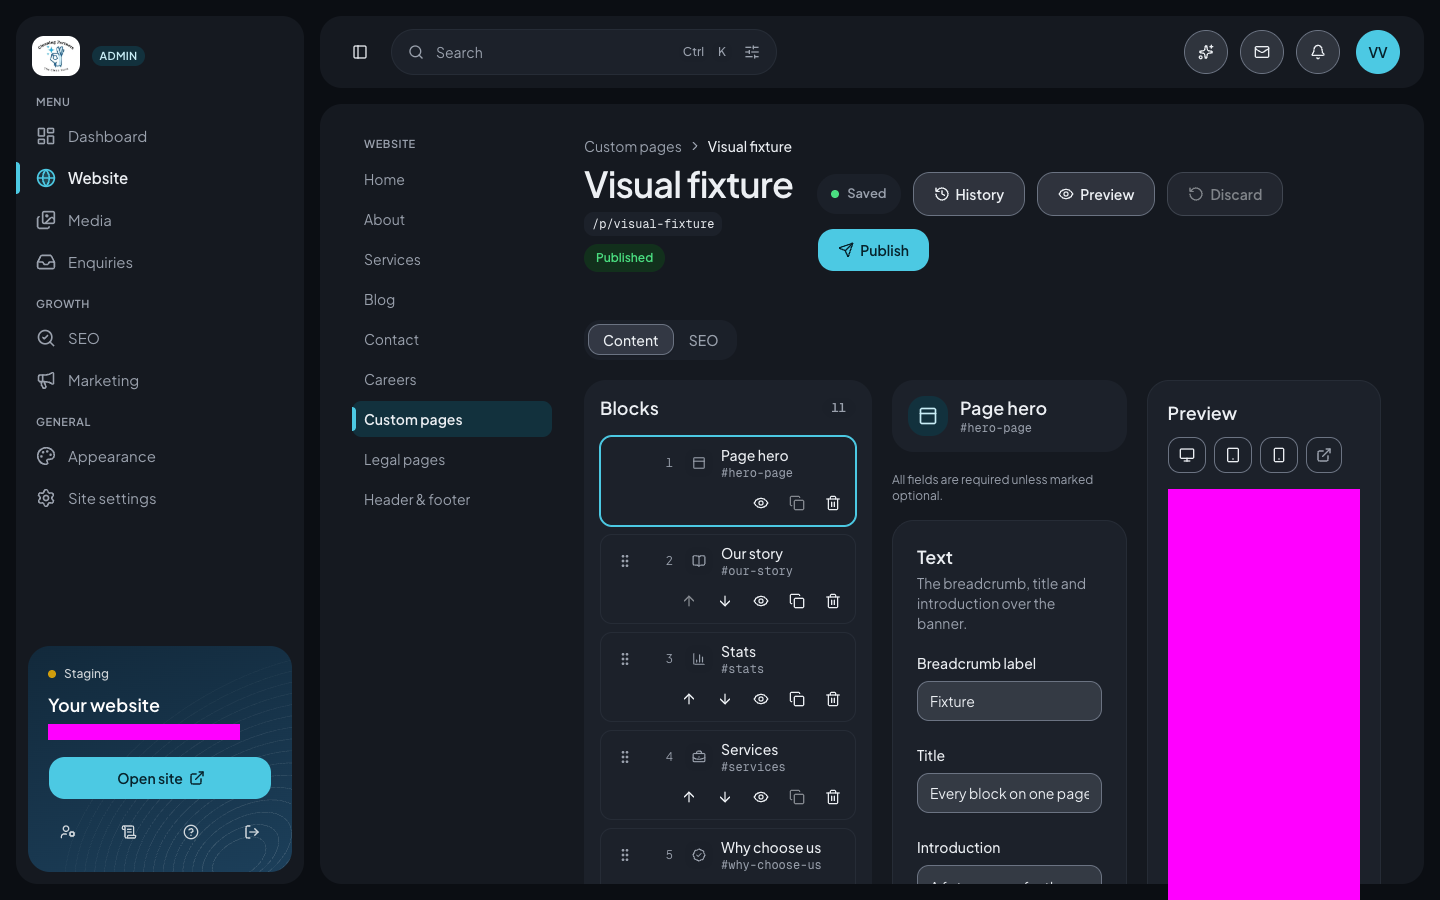 ADMIN
MENU
Dashboard
Website
Media
Enquiries
GROWTH
SEO
Marketing
GENERAL
Appearance
Site settings
Staging
Your website
Open site
Search
Ctrl K
VV
WEBSITE
Home
About
Services
Blog
Contact
Careers
Custom pages
Legal pages
Header & footer
Custom pages > Visual fixture
Visual fixture
/p/visual-fixture
Published
Saved
History
Preview
Discard
Publish
Content
SEO
Blocks
11
1
Page hero
#hero-page
2
Our story
#our-story
3
Stats
#stats
4
Services
#services
5
Why choose us
#why-choose-us
Page hero
#hero-page
All fields are required unless marked
optional.
Text
The breadcrumb, title and
introduction over the
banner.
Breadcrumb label
Fixture
Title
Every block on one page
Introduction
Preview